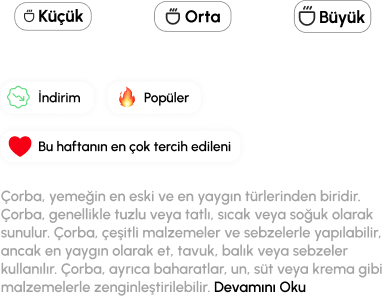 Küçük Orta Büyük
İndirim Popüler
Bu haftanın en çok tercih edileni
Çorba, yemeğin en eski ve en yaygın türlerinden biridir.
Çorba, genellikle tuzlu veya tatlı, sıcak veya soğuk olarak
sunulur. Çorba, çeşitli malzemeler ve sebzelerle yapılabilir,
ancak en yaygın olarak et, tavuk, balık veya sebzeler
kullanılır. Çorba, ayrıca baharatlar, un, süt veya krema gibi
malzemelerle zenginleştirilebilir. Devamını Oku